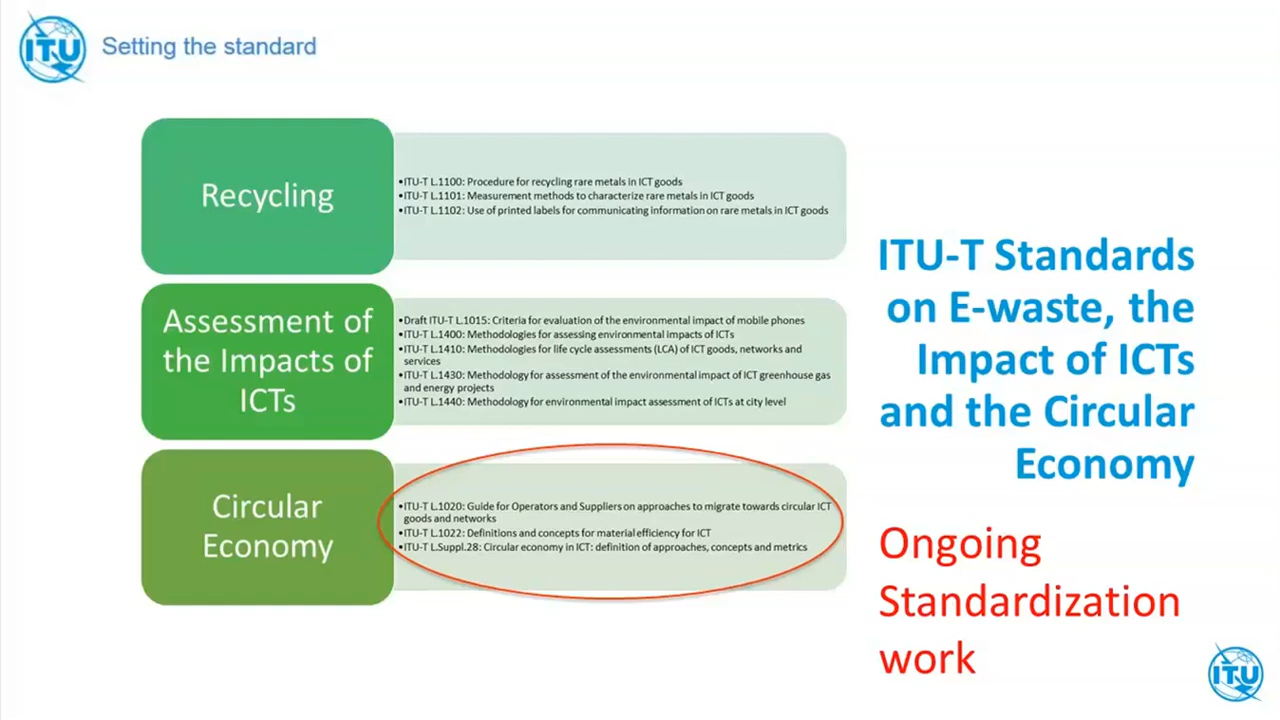 ITU
Setting the standard
Recycling
•ITU-T L.1100: Procedure for recycling rare metals in ICT goods
•ITU-T L.1101: Measurement methods to characterize rare metals in ICT goods
•ITU-T L.1102: Use of printed labels for communicating information on rare metals in ICT goods
Assessment of
the Impacts of
ICTs
•Draft ITU-T L.1015: Criteria for evaluation of the environmental impact of mobile phones
•ITU-T L.1400: Methodologies for assessing environmental impacts of ICTs
•ITU-T L.1410: Methodologies for life cycle assessments (LCA) of ICT goods, networks and
services
•ITU-T L.1430: Methodology for assessment of the environmental impact of ICT greenhouse gas
and energy projects
•ITU-T L.1440: Methodology for environmental impact assessment of ICTs at city level
Circular
Economy
•ITU-T L.1020: Guide for Operators and Suppliers on approaches to migrate towards circular ICT
goods and networks
•ITU-T L.1022: Definitions and concepts for material efficiency for ICT
•ITU-T L.Suppl.28: Circular economy in ICT: definition of approaches, concepts and metrics
ITU-T Standards
on E-waste, the
Impact of ICTs
and the Circular
Economy
Ongoing
Standardization
work
ITU